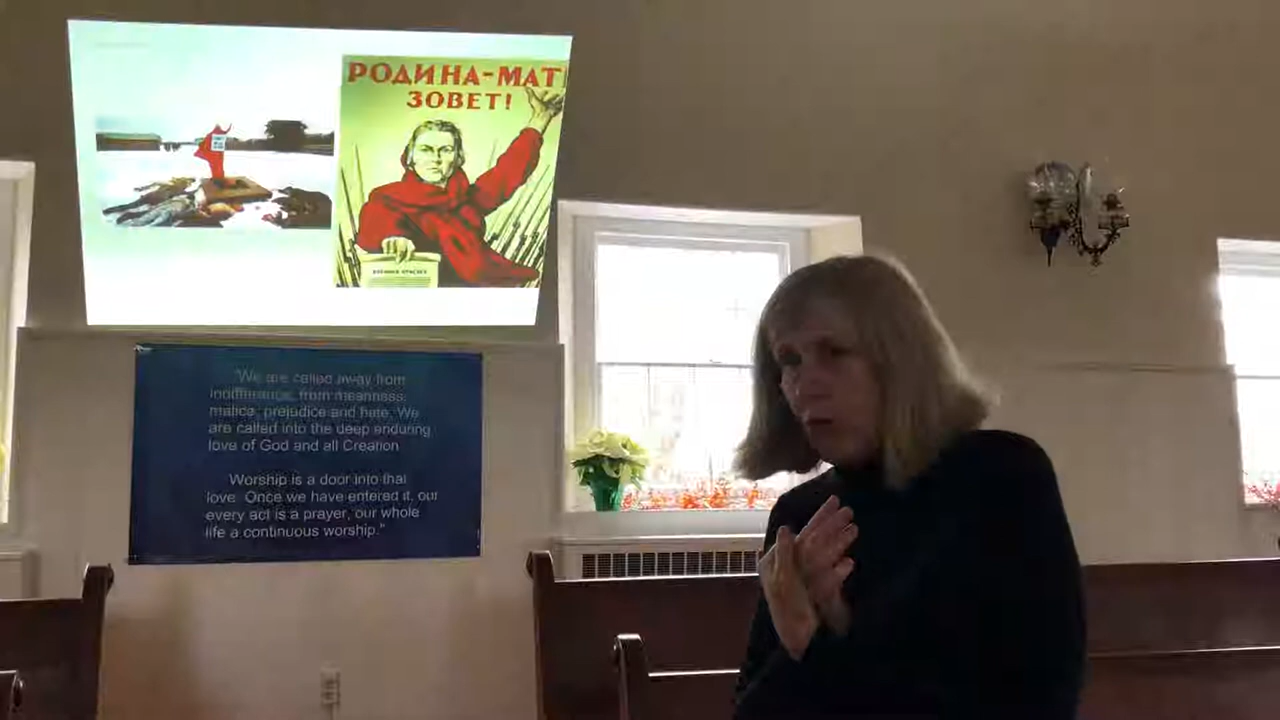 РОДИНА-МАТ
ЗОВЕТ!
"We are called away from
indifference, from meanness,
malice, prejudice and hate. We
are called into the deep enduring
love of God and all Creation
Worship is a door into that
love. Once we have entered it, our
every act is a prayer, our whole
life a continuous worship."